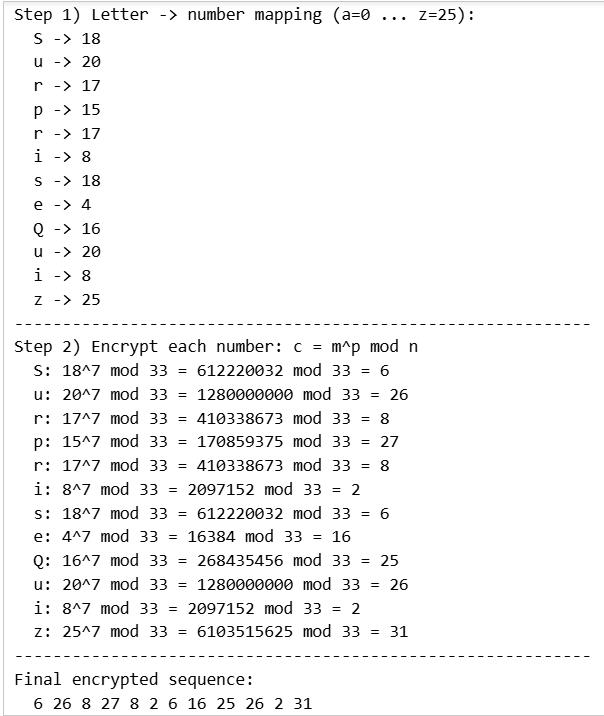 Step 1) Letter -> number mapping (a=0 ... z=25):
S -> 18
u -> 20
r -> 17
p -> 15
r -> 17
i -> 8
s -> 18
e -> 4
Q -> 16
u -> 20
i -> 8
z -> 25
------------------------------------------------------------
Step 2) Encrypt each number: c = m^p mod n
S: 18^7 mod 33 = 612220032 mod 33 = 6
u: 20^7 mod 33 = 1280000000 mod 33 = 26
r: 17^7 mod 33 = 410338673 mod 33 = 8
p: 15^7 mod 33 = 170859375 mod 33 = 27
r: 17^7 mod 33 = 410338673 mod 33 = 8
i: 8^7 mod 33 = 2097152 mod 33 = 2
s: 18^7 mod 33 = 612220032 mod 33 = 6
e: 4^7 mod 33 = 16384 mod 33 = 16
Q: 16^7 mod 33 = 268435456 mod 33 = 25
u: 20^7 mod 33 = 1280000000 mod 33 = 26
i: 8^7 mod 33 = 2097152 mod 33 = 2
z: 25^7 mod 33 = 6103515625 mod 33 = 31
------------------------------------------------------------
Final encrypted sequence:
6 26 8 27 8 2 6 16 25 26 2 31